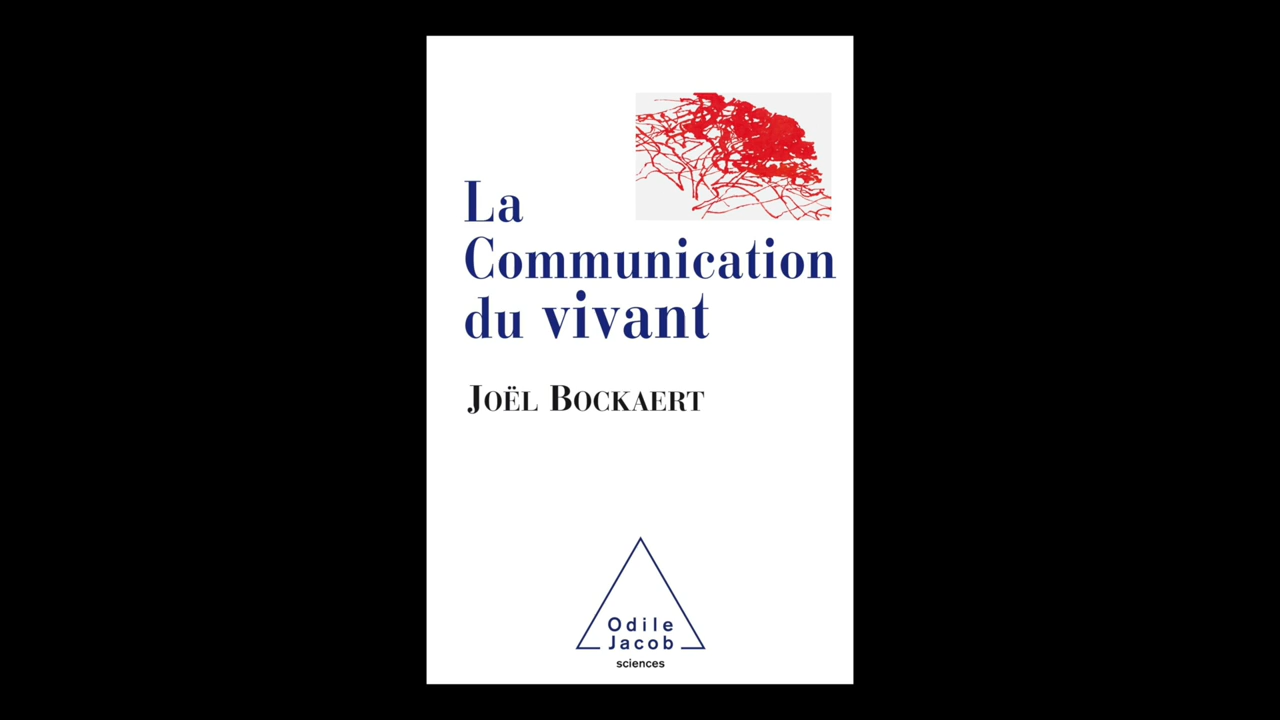 La
Communication
du vivant
JOËL BOCKAERT
Odile
Jacob
sciences